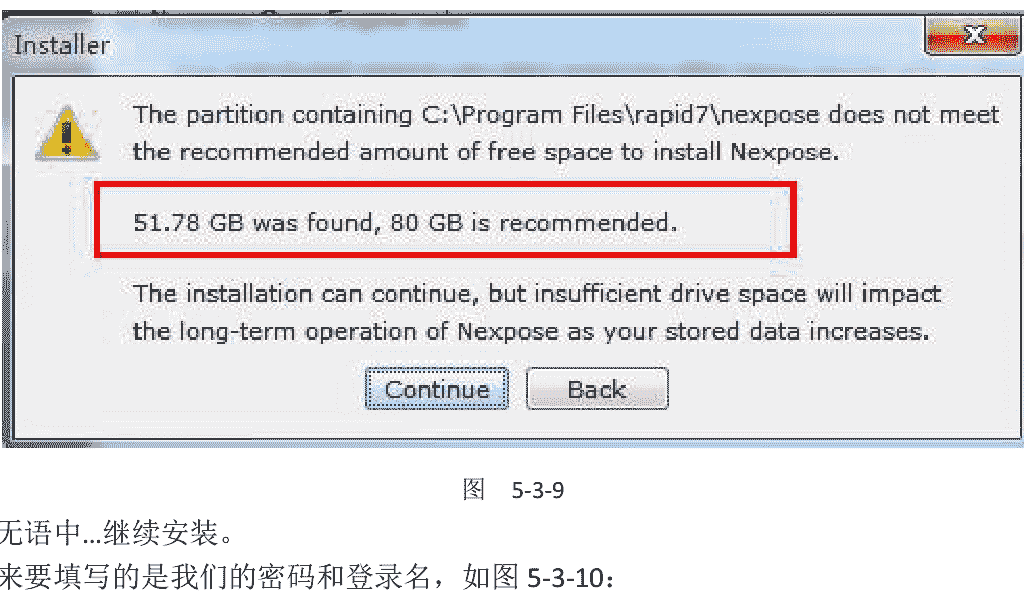 Installer
The partition containing C:\Program Files\rapid7\nexpose does not meet
the recommended amount of free space to install Nexpose.
51.78 GB was found, 80 GB is recommended.
The installation can continue, but insufficient drive space will impact
the long-term operation of Nexpose as your stored data increases.
Continue Back
图 5-3-9
无语中…继续安装。
来要填写的是我们的密码和登录名，如图 5-3-10：